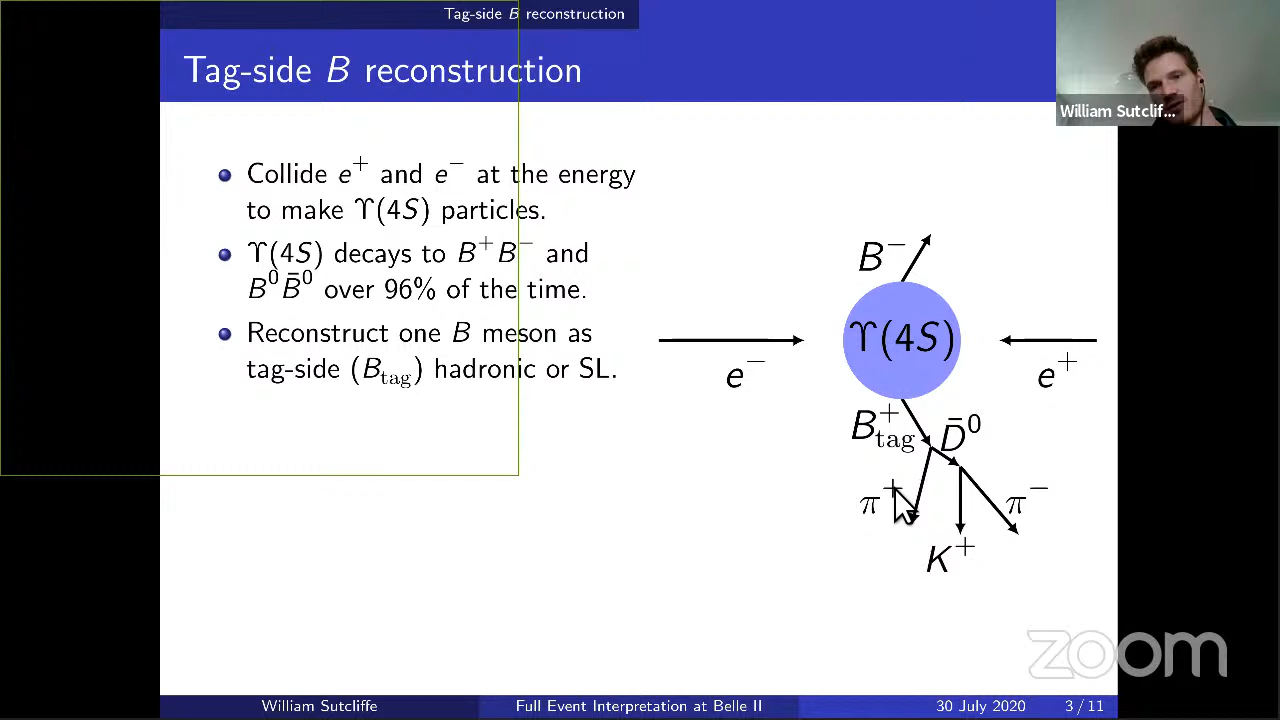 Tag-side B reconstruction
Tag-side B reconstruction
William Sutclif...
Collide e⁺ and e⁻ at the energy
to make ϒ(4S) particles.
ϒ(4S) decays to B⁺B⁻ and
B⁰B̄⁰ over 96% of the time.
Reconstruct one B meson as
tag-side (B_tag) hadronic or SL.
B⁻
ϒ(4S)
e⁻
e⁺
B⁺_tag
D̄⁰
π⁺
π⁻
K⁺
zoom
William Sutcliffe
Full Event Interpretation at Belle II
30 July 2020
3 / 11